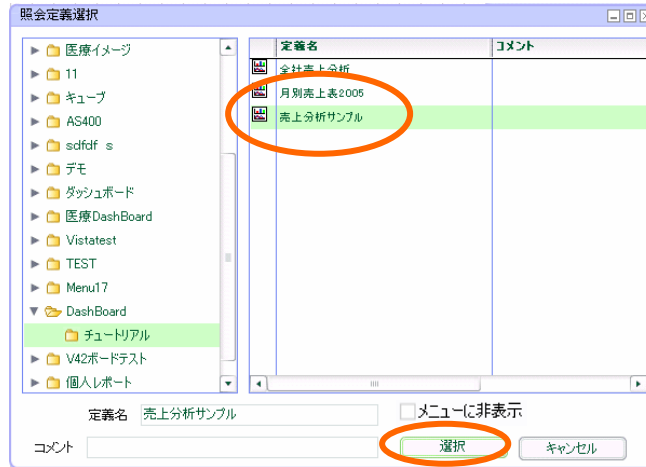 照会定義選択
医療イメージ
11
キューブ
AS400
sdfdf s
デモ
ダッシュボード
医療DashBoard
Vistatest
TEST
Menu17
DashBoard
チュートリアル
V42ボードテスト
個人レポート
定義名 コメント
全社売上分析
月別売上表2005
売上分析サンプル
定義名 売上分析サンプル
メニューに非表示
コメント
選択 キャンセル